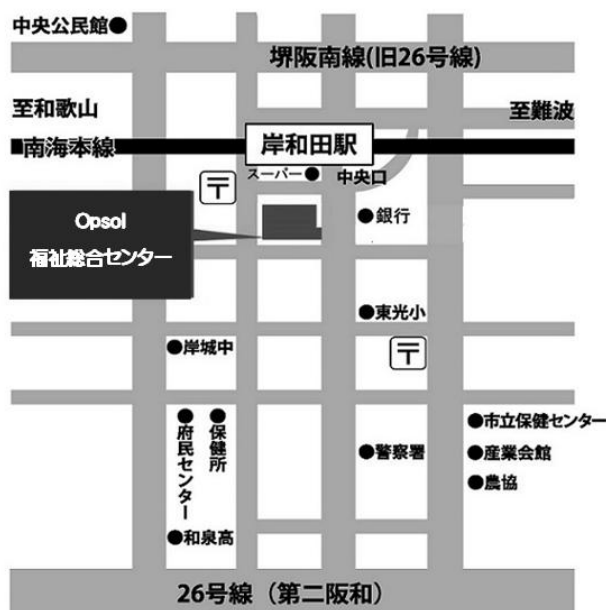 中央公民館●
堺阪南線(旧26号線)
至和歌山
至難波
南海本線
岸和田駅
スーパー●
中央口
〒
●銀行
Opsol
福祉総合センター
●東光小
●岸城中
〒
●府民センター
●保健所
●市立保健センター
●警察署
●産業会館
●農協
●和泉高
26号線(第二阪和)